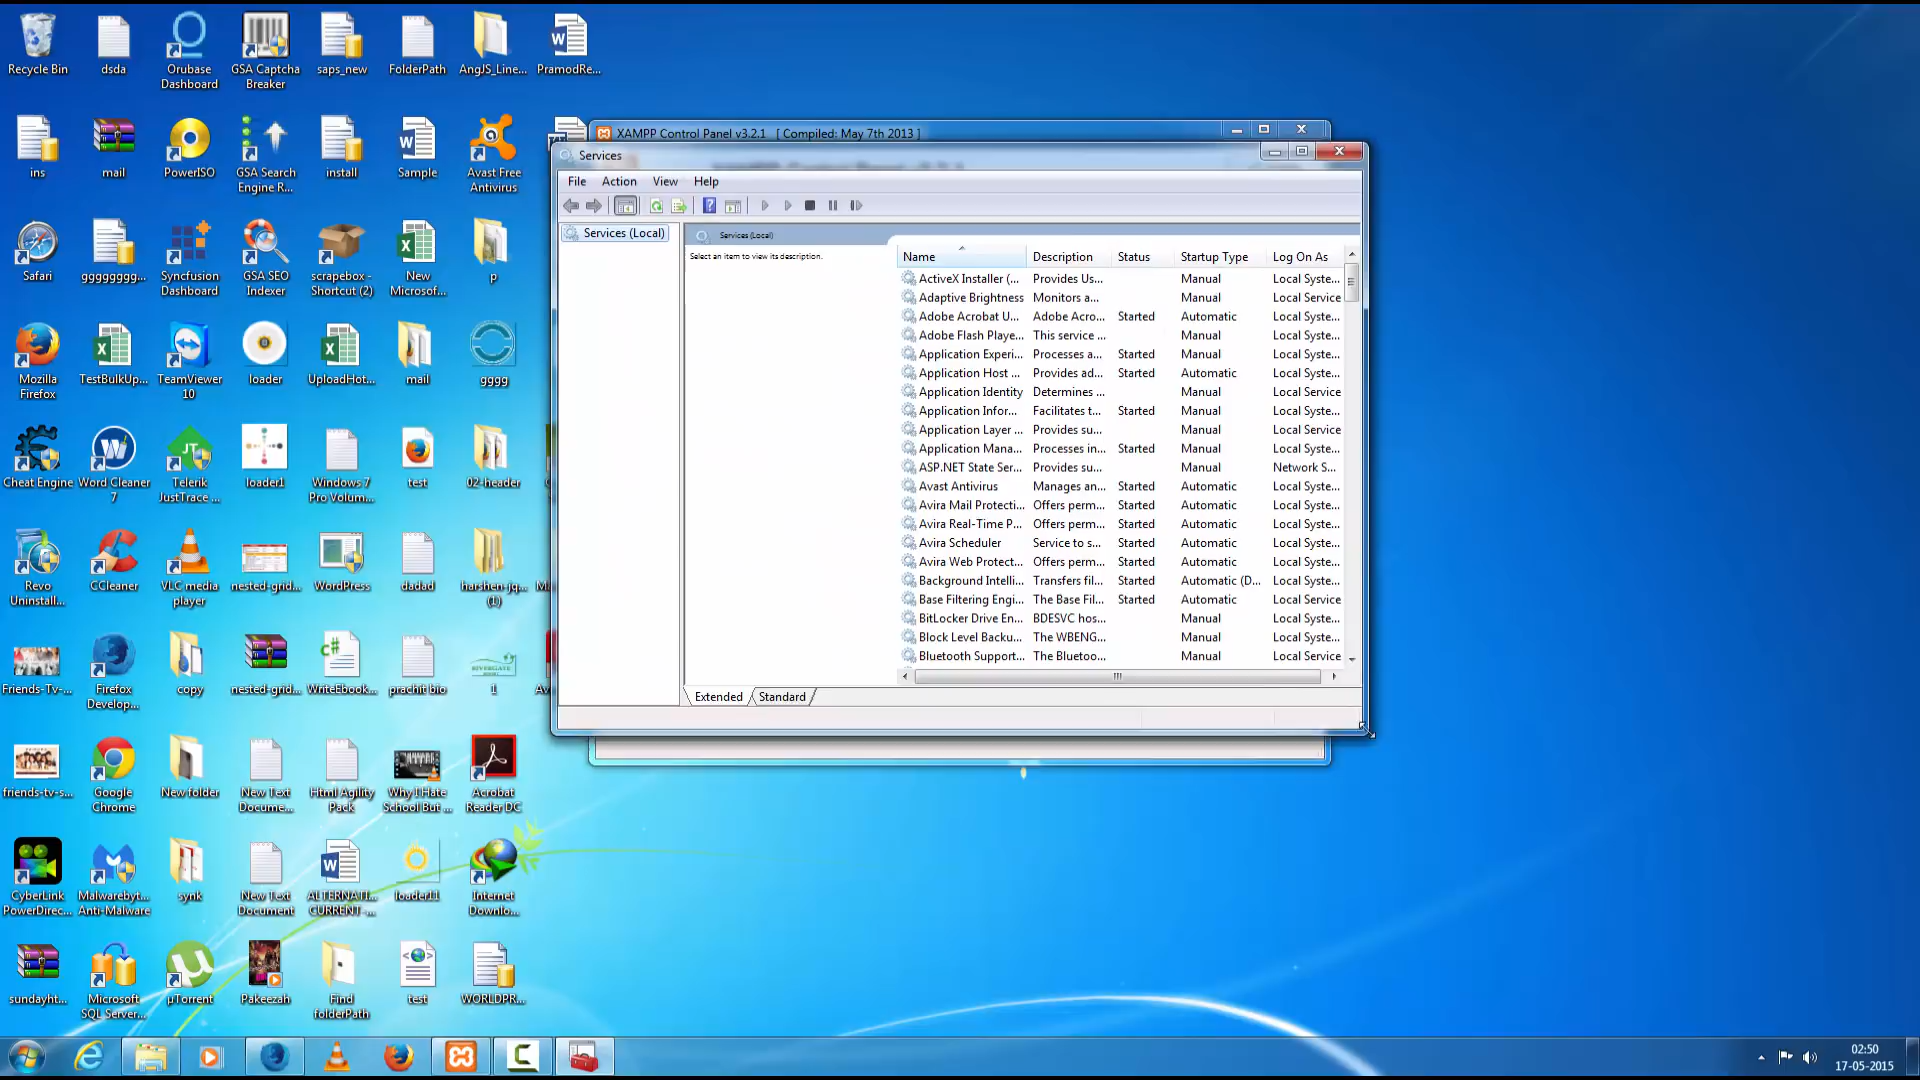 Recycle Bin
dsda
Orubase Dashboard
GSA Captcha Breaker
saps_new
FolderPath
AngJS_Line...
PramodRe...
ins
mail
PowerISO
GSA Search Engine R...
install
Sample
Avast Free Antivirus
Safari
gggggggg...
Syncfusion Dashboard
GSA SEO Indexer
scrapebox - Shortcut (2)
New Microsof...
p
Mozilla Firefox
TestBulkUp...
TeamViewer 10
loader
UploadHot...
mail
gggg
Cheat Engine
Word Cleaner 7
Telerik JustTrace ...
loader1
Windows 7 Pro Volum...
test
02-header
Revo Uninstall...
CCleaner
VLC media player
nested-grid...
WordPress
dadad
harshen-jq... (1)
Friends-Tv-...
Firefox Develop...
copy
nested-grid...
WriteEbook...
prachit bio
1
friends-tv-s...
Google Chrome
New folder
New Text Docume...
Html Agility Pack
Why I Hate School But ...
Acrobat Reader DC
CyberLink PowerDirec...
Malwarebyt... Anti-Malware
synk
New Text Document
ALTERNATI... CURRENT-...
loader11
Internet Downlo...
sundayht...
Microsoft SQL Server...
µTorrent
Pakeezah
Find folderPath
test
WORLDPR...
XAMPP Control Panel v3.2.1 [ Compiled: May 7th 2013 ]
Services
File Action View Help
Services (Local)
Services (Local)
Select an item to view its description.
Name Description Status Startup Type Log On As
ActiveX Installer (... Provides Us... Manual Local Syste...
Adaptive Brightness Monitors a... Manual Local Service
Adobe Acrobat U... Adobe Acro... Started Automatic Local Syste...
Adobe Flash Playe... This service ... Manual Local Syste...
Application Experi... Processes a... Started Manual Local Syste...
Application Host ... Provides ad... Started Automatic Local Syste...
Application Identity Determines ... Manual Local Service
Application Infor... Facilitates t... Started Manual Local Syste...
Application Layer ... Provides su... Manual Local Service
Application Mana... Processes in... Started Manual Local Syste...
ASP.NET State Ser... Provides su... Manual Network S...
Avast Antivirus Manages an... Started Automatic Local Syste...
Avira Mail Protecti... Offers perm... Started Automatic Local Syste...
Avira Real-Time P... Offers perm... Started Automatic Local Syste...
Avira Scheduler Service to s... Started Automatic Local Syste...
Avira Web Protect... Offers perm... Started Automatic Local Syste...
Background Intelli... Transfers fil... Started Automatic (D... Local Syste...
Base Filtering Engi... The Base Fil... Started Automatic Local Service
BitLocker Drive En... BDESVC hos... Manual Local Syste...
Block Level Backu... The WBENG... Manual Local Syste...
Bluetooth Support... The Bluetoo... Manual Local Service
Extended Standard
02:50
17-05-2015